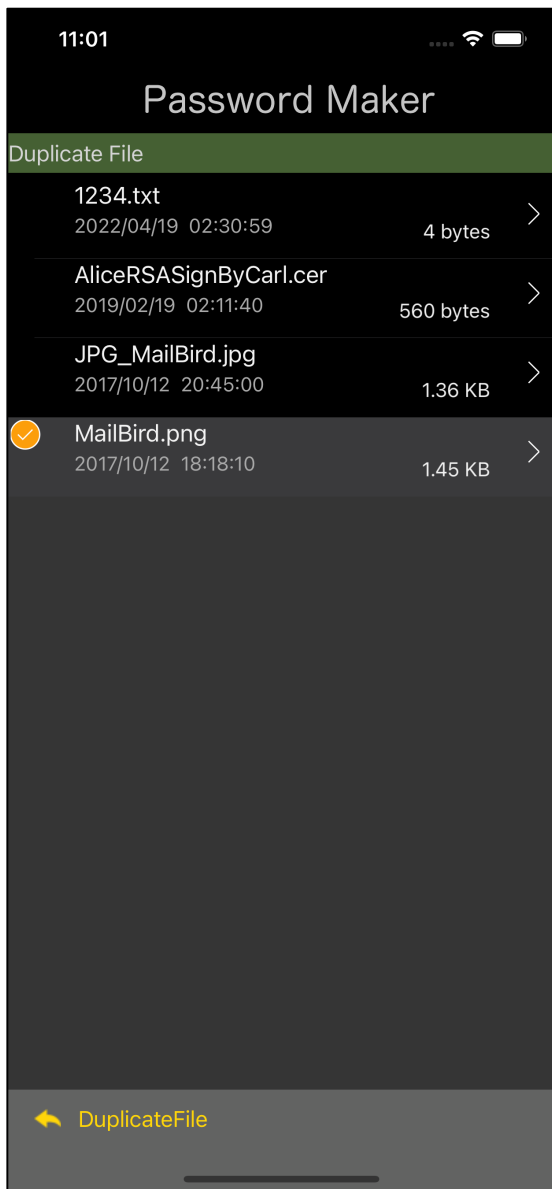 11:01
Password Maker
Duplicate File
1234.txt
2022/04/19 02:30:59
4 bytes
AliceRSASignByCarl.cer
2019/02/19 02:11:40
560 bytes
JPG_MailBird.jpg
2017/10/12 20:45:00
1.36 KB
MailBird.png
2017/10/12 18:18:10
1.45 KB
DuplicateFile